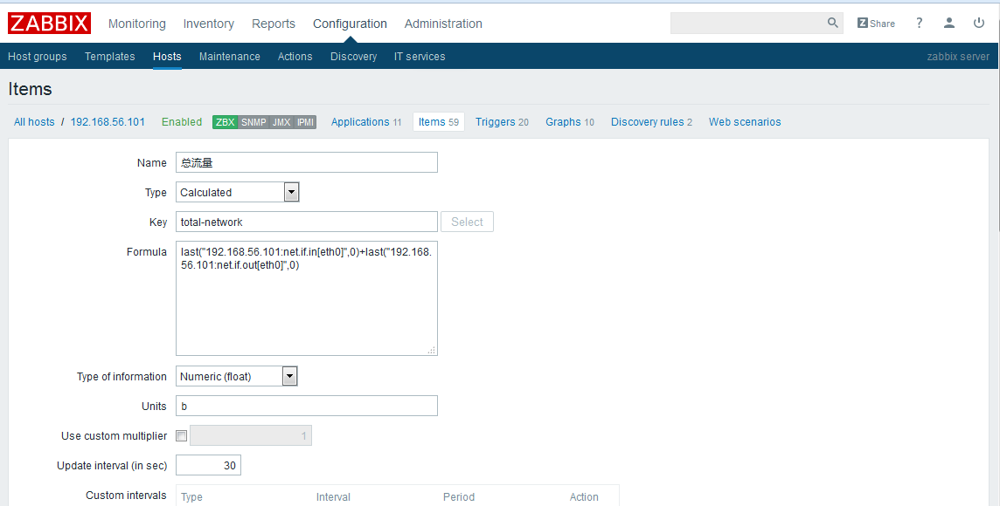 ZABBIX Monitoring Inventory Reports Configuration Administration Z Share ?
Host groups Templates Hosts Maintenance Actions Discovery IT services zabbix server
Items
All hosts / 192.168.56.101 Enabled ZBX SNMP JMX IPMI Applications 11 Items 59 Triggers 20 Graphs 10 Discovery rules 2 Web scenarios
Name 总流量
Type Calculated
Key total-network Select
Formula last("192.168.56.101:net.if.in[eth0]",0)+last("192.168.
56.101:net.if.out[eth0]",0)
Type of information Numeric (float)
Units b
Use custom multiplier 1
Update interval (in sec) 30
Custom intervals Type Interval Period Action